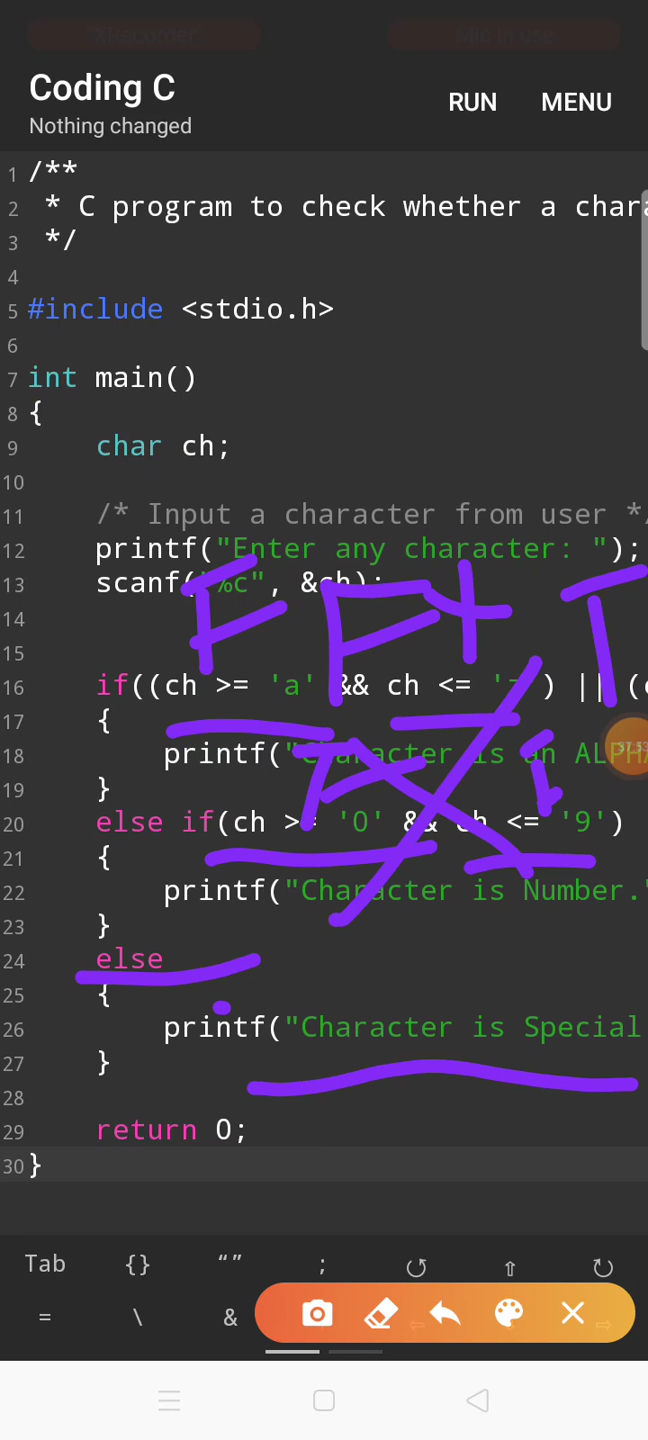 Coding C
Nothing changed
RUN MENU
1 /**
2 * C program to check whether a chara
3 */
4
5 #include <stdio.h>
6
7 int main()
8 {
9 char ch;
10
11 /* Input a character from user */
12 printf("Enter any character: ");
13 scanf("%c", &ch);
14
15
16 if((ch >= 'a' && ch <= 'z') || (c
17 {
18 printf("Character is an ALPHA
19 }
20 else if(ch >= '0' && ch <= '9')
21 {
22 printf("Character is Number."
23 }
24 else
25 {
26 printf("Character is Special
27 }
28
29 return 0;
30 }
Tab {} “” ; 
= \ &